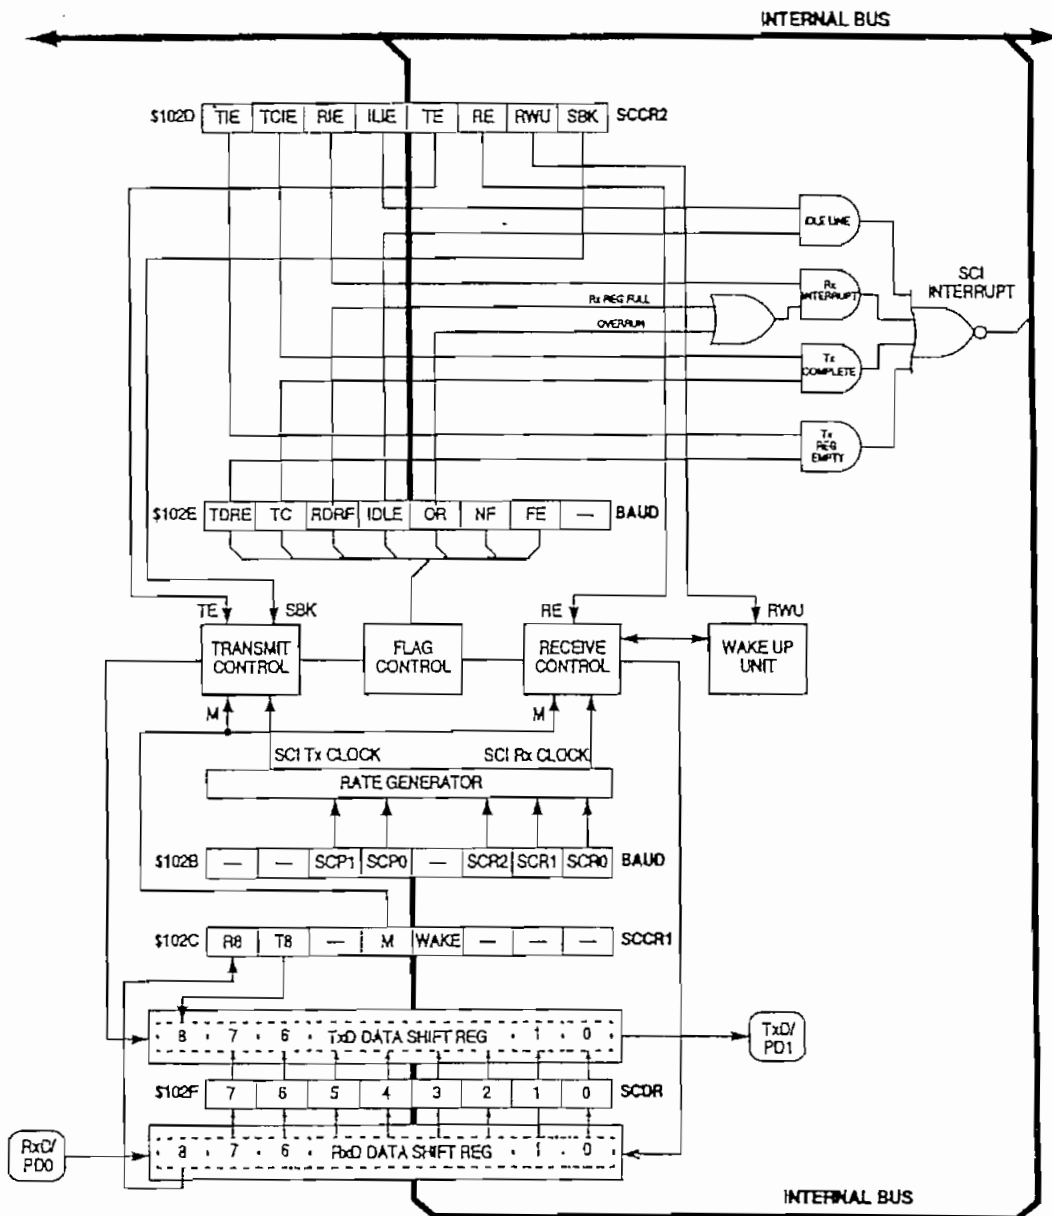 INTERNAL BUS
$102D TIE TCIE RIE ILIE TE RE RWU SBK SCCR2
IDLE LINE
SCI
INTERRUPT
Rx
INTERRUPT
Rx REG FULL
OVERRUN
Tx
COMPLETE
Tx
REG
EMPTY
$102E TDRE TC RDRF IDLE OR NF FE — BAUD
TE SBK RE RWU
TRANSMIT
CONTROL
FLAG
CONTROL
RECEIVE
CONTROL
WAKE UP
UNIT
M M
SCI Tx CLOCK SCI Rx CLOCK
RATE GENERATOR
$102B — — SCP1 SCP0 — SCR2 SCR1 SCR0 BAUD
$102C R8 T8 — M WAKE — — — SCCR1
8 7 6 TxD DATA SHIFT REG 1 0
TxD/
PD1
$102F 7 6 5 4 3 2 1 0 SCDR
RxD/
PD0
8 7 6 RxD DATA SHIFT REG 1 0
INTERNAL BUS